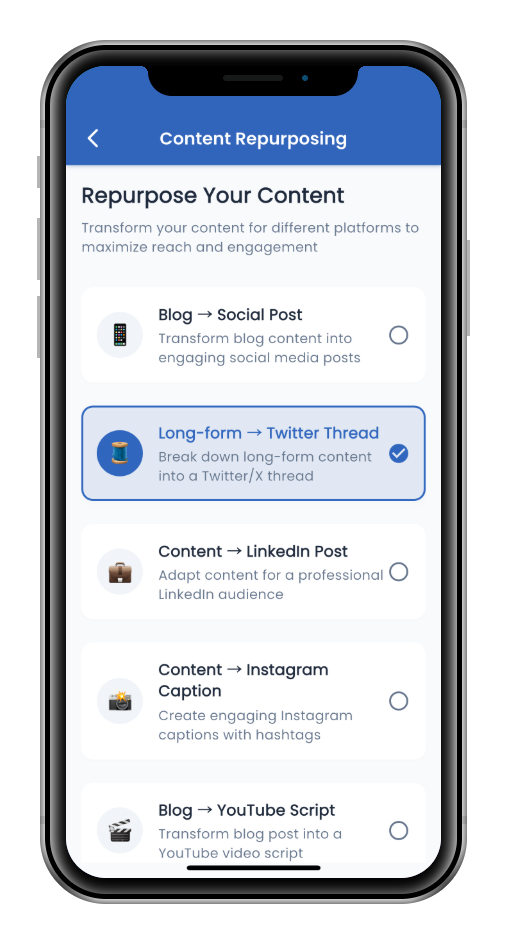 Content Repurposing
Repurpose Your Content
Transform your content for different platforms to
maximize reach and engagement
Blog → Social Post
Transform blog content into
engaging social media posts
Long-form → Twitter Thread
Break down long-form content
into a Twitter/X thread
Content → LinkedIn Post
Adapt content for a professional
LinkedIn audience
Content → Instagram
Caption
Create engaging Instagram
captions with hashtags
Blog → YouTube Script
Transform blog post into a
YouTube video script